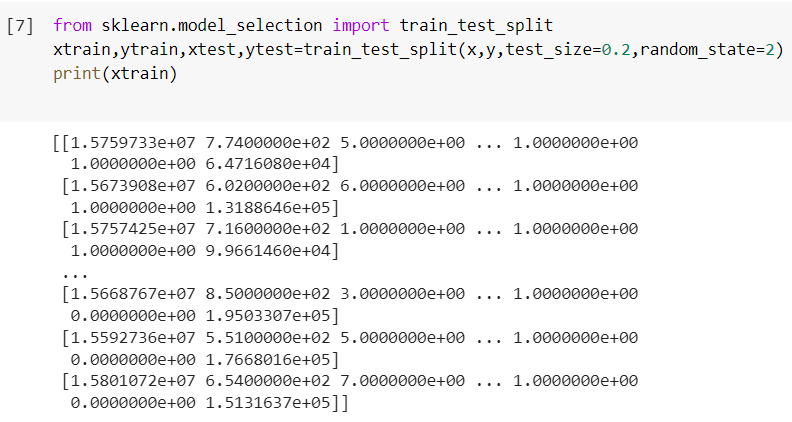 [7] from sklearn.model_selection import train_test_split
xtrain,ytrain,xtest,ytest=train_test_split(x,y,test_size=0.2,random_state=2)
print(xtrain)
[[1.5759733e+07 7.7400000e+02 5.0000000e+00 ... 1.0000000e+00
1.0000000e+00 6.4716080e+04]
[1.5673908e+07 6.0200000e+02 6.0000000e+00 ... 1.0000000e+00
1.0000000e+00 1.3188646e+05]
[1.5757425e+07 7.1600000e+02 1.0000000e+00 ... 1.0000000e+00
1.0000000e+00 9.9661460e+04]
...
[1.5668767e+07 8.5000000e+02 3.0000000e+00 ... 1.0000000e+00
0.0000000e+00 1.9503307e+05]
[1.5592736e+07 5.5100000e+02 5.0000000e+00 ... 1.0000000e+00
0.0000000e+00 1.7668016e+05]
[1.5801072e+07 6.5400000e+02 7.0000000e+00 ... 1.0000000e+00
0.0000000e+00 1.5131637e+05]]